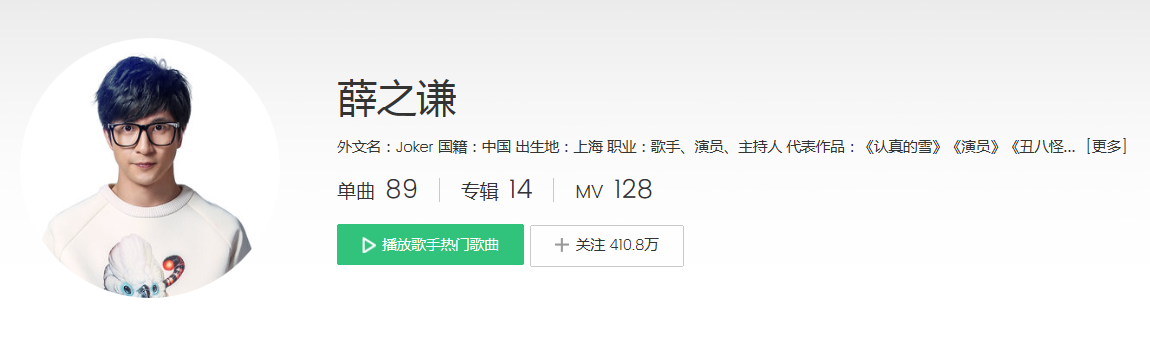 薛之谦
外文名：Joker 国籍：中国 出生地：上海 职业：歌手、演员、主持人 代表作品：《认真的雪》《演员》《丑八怪... [更多]
单曲 89 专辑 14 MV 128
播放歌手热门歌曲 关注 410.8万